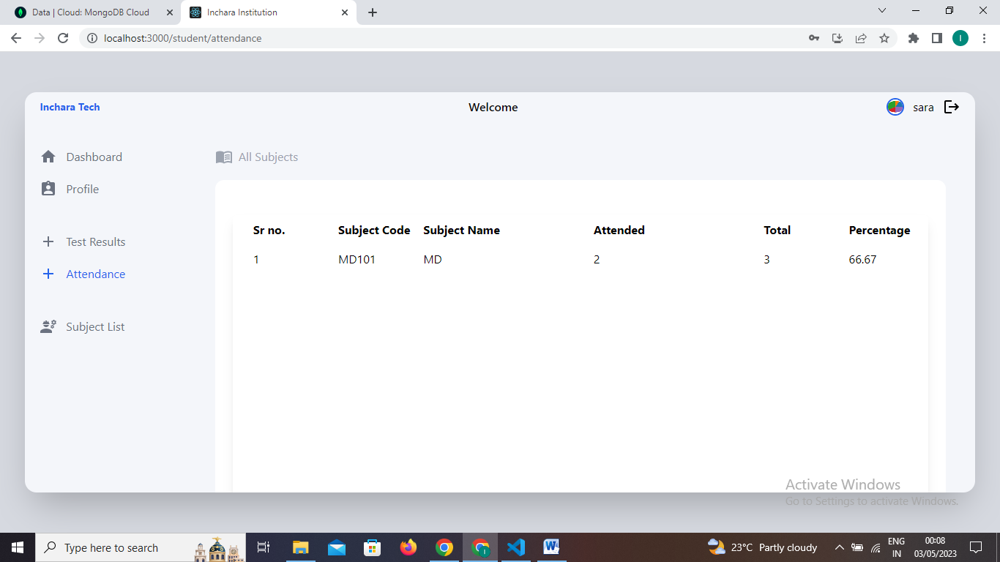 Data | Cloud: MongoDB Cloud
Inchara Institution
localhost:3000/student/attendance
I
Inchara Tech
Welcome
sara
Dashboard
All Subjects
Profile
Sr no. Subject Code Subject Name Attended Total Percentage
Test Results
1 MD101 MD 2 3 66.67
Attendance
Subject List
Activate Windows
Go to Settings to activate Windows.
Type here to search
23°C Partly cloudy
ENG
IN
00:08
03/05/2023